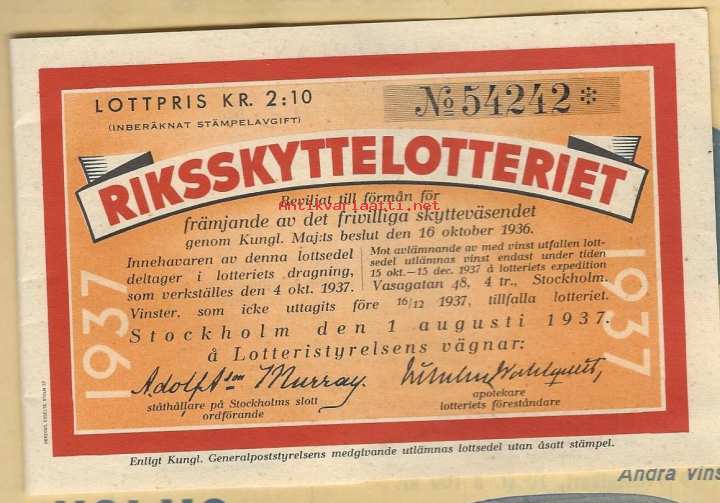 LOTTPRIS KR. 2:10
(INBERÄKNAT STÄMPELAVGIFT)
No 54242*
RIKSSKYTTELOTTERIET
Beviljat till förmån för
Antikvariaatti.net
främjande av det frivilliga skytteväsendet
genom Kungl. Maj:ts beslut den 16 oktober 1936.
1937
Innehavaren av denna lottsedel
deltager i lotteriets dragning,
som verkställes den 4 okt. 1937.
Mot avlämnande av med vinst utfallen lott-
sedel utlämnas vinst endast under tiden
15 okt.—15 dec. 1937 å lotteriets expedition
Vasagatan 48, 4 tr., Stockholm.
1937
Vinster, som icke uttagits före 16/12 1937, tillfalla lotteriet.
Stockholm den 1 augusti 1937.
å Lotteristyrelsens vägnar:
Adolf A:son Murray.
ståthållare på Stockholms slott
ordförande
apotekare
lotteriets föreståndare
Enligt Kungl. Generalpoststyrelsens medgivande utlämnas lottsedel utan åsatt stämpel.
Andra vins